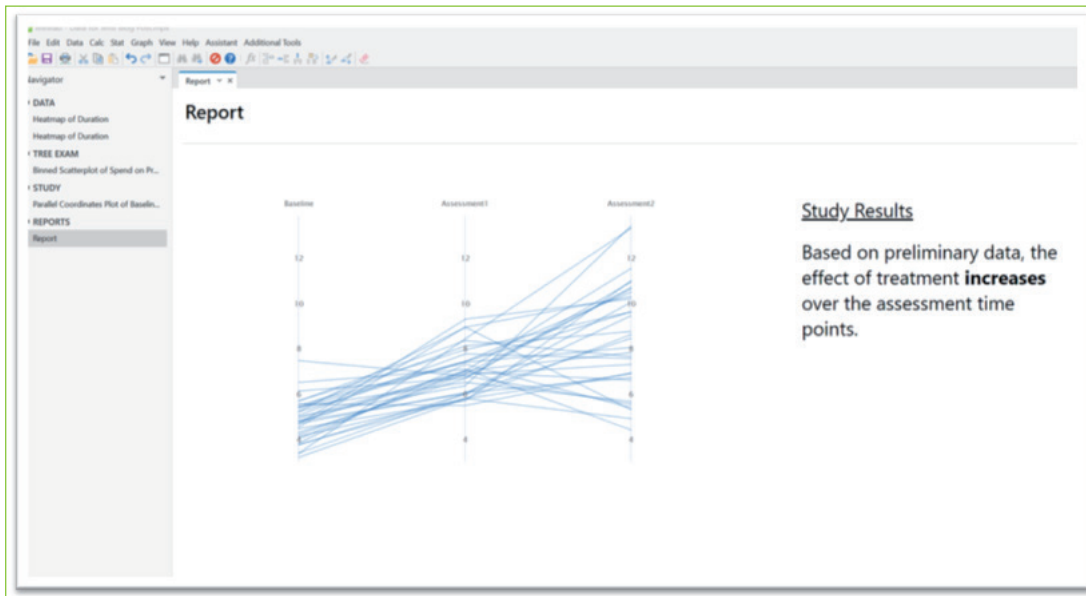 File Edit Data Calc Stat Graph View Help Assistant Additional Tools
Navigator
Report
DATA
Heatmap of Duration
Heatmap of Duration
TREE EXAM
Binned Scatterplot of Spend on Pr...
STUDY
Parallel Coordinates Plot of Baselin...
REPORTS
Report
Report
Baseline Assessment1 Assessment2
12 12 12
10 10 10
8 8 8
6 6 6
4 4 4
Study Results
Based on preliminary data, the
effect of treatment increases
over the assessment time
points.